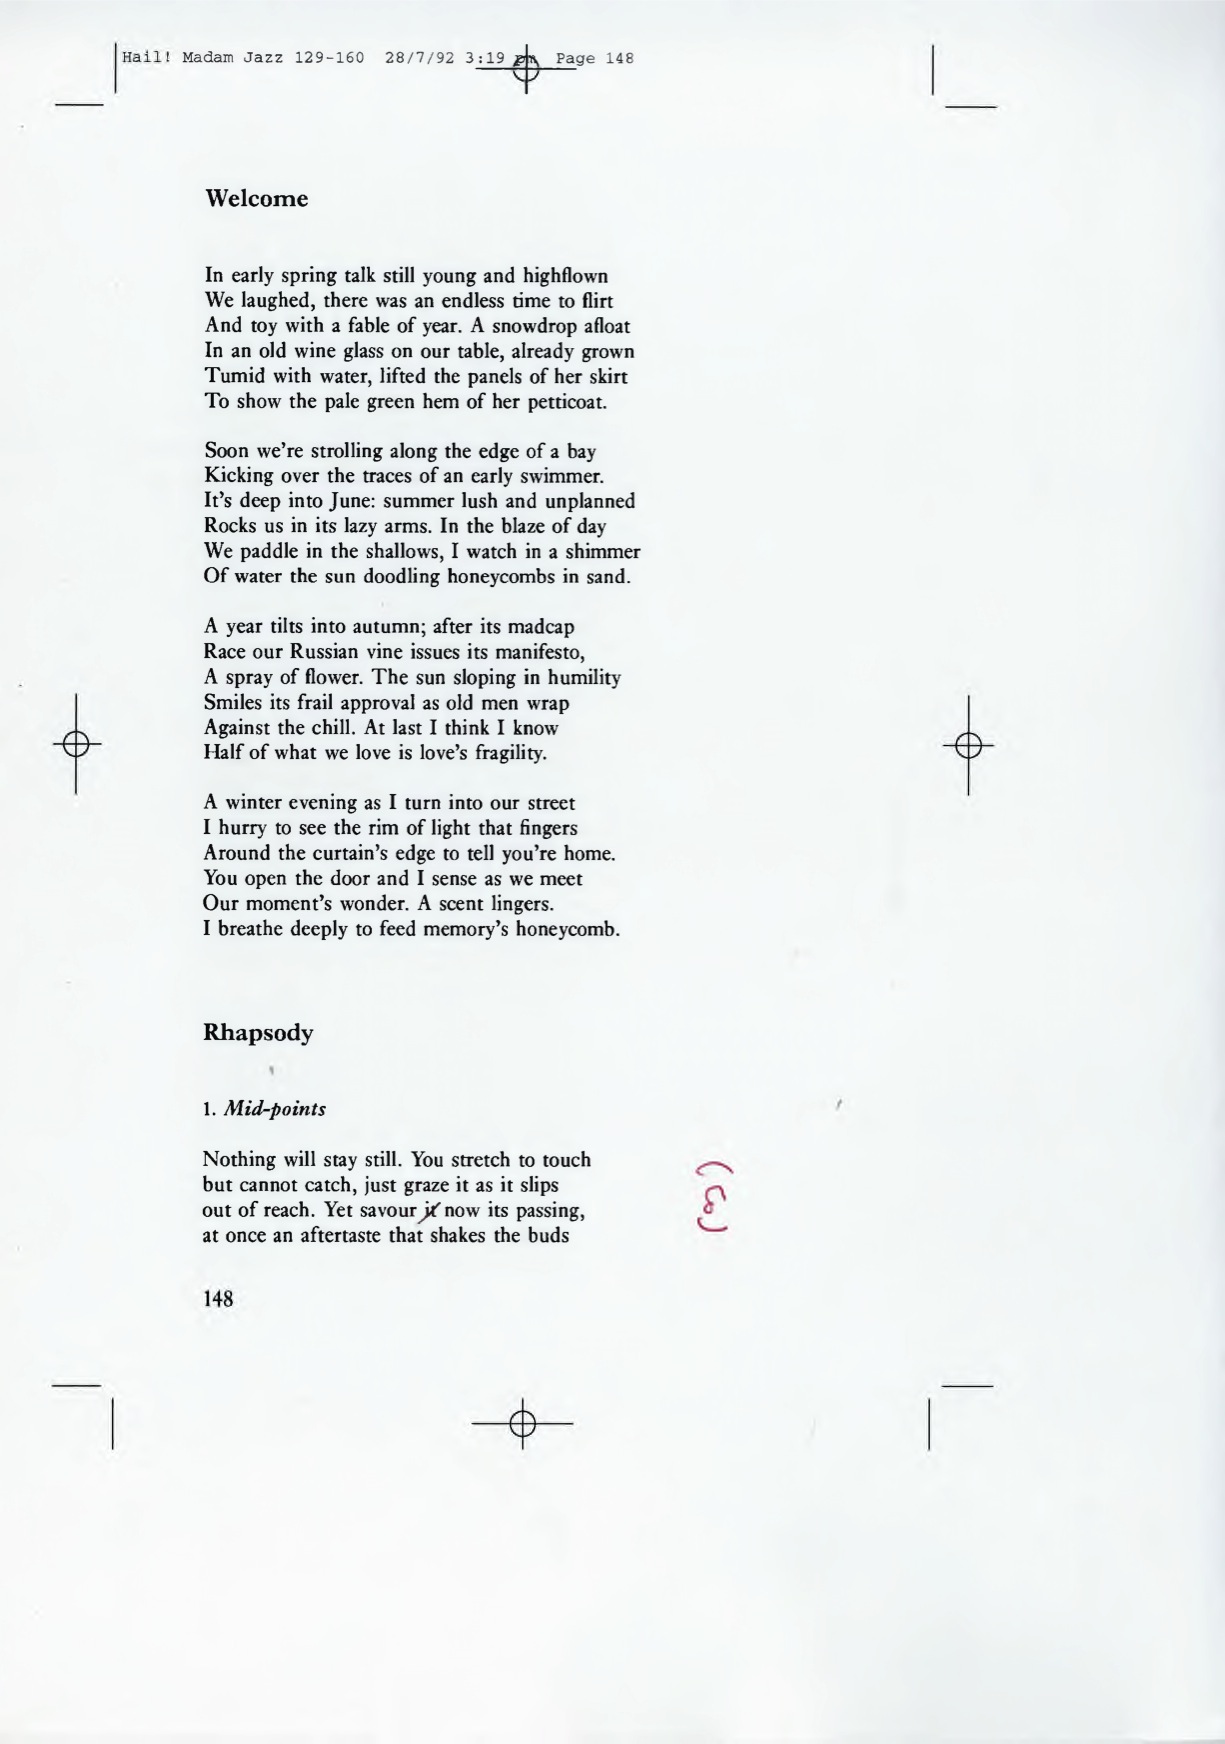 Hail! Madam Jazz 129-160 28/7/92 3:19 pm Page 148
Welcome
In early spring talk still young and highflown
We laughed, there was an endless time to flirt
And toy with a fable of year. A snowdrop afloat
In an old wine glass on our table, already grown
Tumid with water, lifted the panels of her skirt
To show the pale green hem of her petticoat.
Soon we're strolling along the edge of a bay
Kicking over the traces of an early swimmer.
It's deep into June: summer lush and unplanned
Rocks us in its lazy arms. In the blaze of day
We paddle in the shallows, I watch in a shimmer
Of water the sun doodling honeycombs in sand.
A year tilts into autumn; after its madcap
Race our Russian vine issues its manifesto,
A spray of flower. The sun sloping in humility
Smiles its frail approval as old men wrap
Against the chill. At last I think I know
Half of what we love is love's fragility.
A winter evening as I turn into our street
I hurry to see the rim of light that fingers
Around the curtain's edge to tell you're home.
You open the door and I sense as we meet
Our moment's wonder. A scent lingers.
I breathe deeply to feed memory's honeycomb.
Rhapsody
1. Mid-points
Nothing will stay still. You stretch to touch
but cannot catch, just graze it as it slips
out of reach. Yet savour it now its passing,
at once an aftertaste that shakes the buds
148